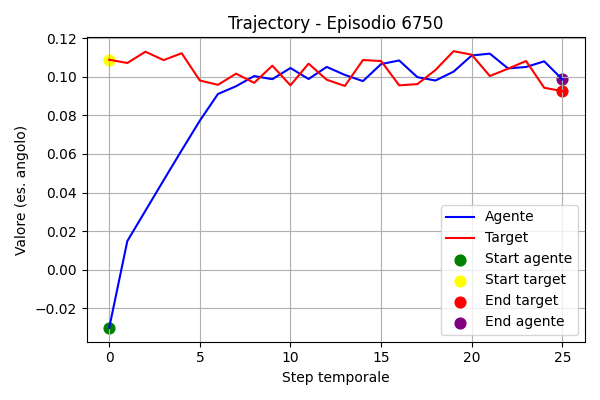 Trajectory - Episodio 6750
Valore (es. angolo)
0.12
0.10
0.08
0.06
0.04
0.02
0.00
−0.02
Agente
Target
Start agente
Start target
End target
End agente
0 5 10 15 20 25
Step temporale